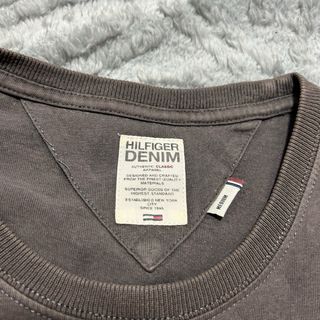 HILFIGER
DENIM
AUTHENTIC CLASSIC
APPAREL
DESIGNED AND CRAFTED
FROM THE FINEST QUALITY
MATERIALS
SUPERIOR GOODS OF THE
HIGHEST STANDARD
ESTABLISHED NEW YORK
CITY
SINCE 1985
MEDIUM